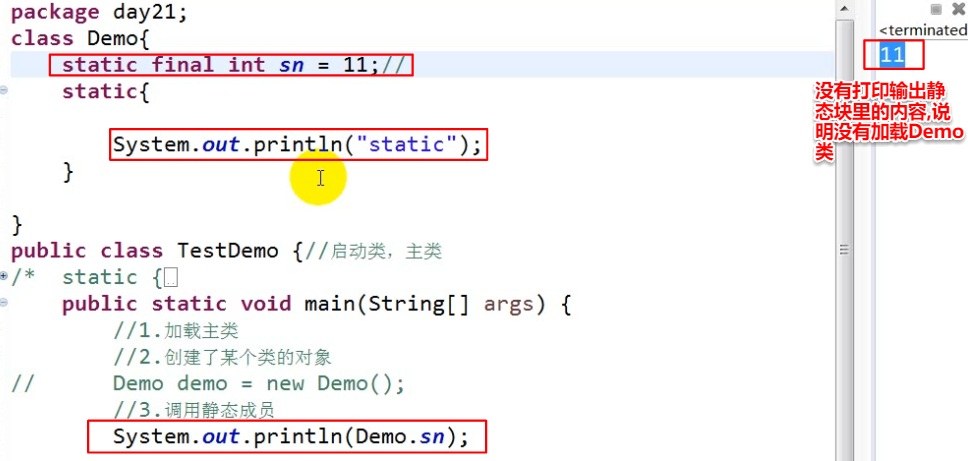 package day21;
class Demo{
static final int sn = 11;//
static{
System.out.println("static");
}
}
public class TestDemo {//启动类，主类
/* static {
public static void main(String[] args) {
//1.加载主类
//2.创建了某个类的对象
// Demo demo = new Demo();
//3.调用静态成员
System.out.println(Demo.sn);
<terminated
11
没有打印输出静
态块里的内容,说
明没有加载Demo
类